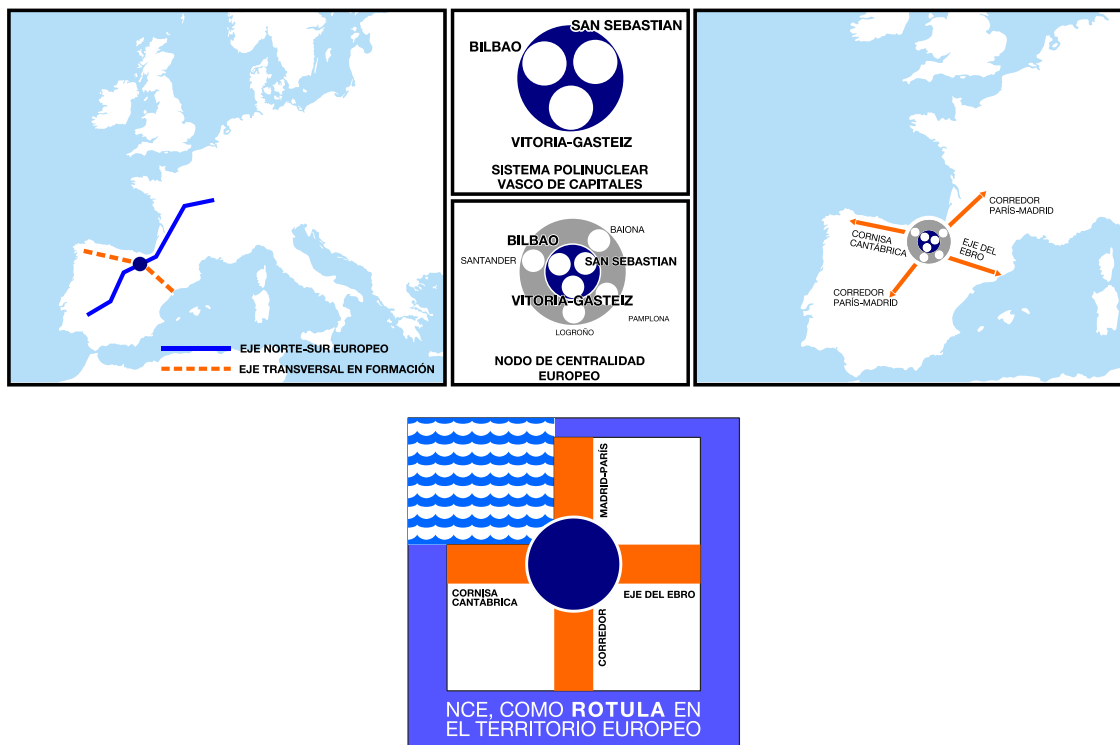 EJE NORTE-SUR EUROPEO
EJE TRANSVERSAL EN FORMACIÓN
SAN SEBASTIAN
BILBAO
VITORIA-GASTEIZ
SISTEMA POLINUCLEAR
VASCO DE CAPITALES
BAIONA
BILBAO
SANTANDER
SAN SEBASTIAN
VITORIA-GASTEIZ
PAMPLONA
LOGROÑO
NODO DE CENTRALIDAD
EUROPEO
CORREDOR
PARÍS-MADRID
CORNISA
CANTÁBRICA
EJE DEL
EBRO
CORREDOR
PARÍS-MADRID
MADRID-PARÍS
CORNISA
CANTÁBRICA
EJE DEL EBRO
CORREDOR
NCE, COMO ROTULA EN
EL TERRITORIO EUROPEO